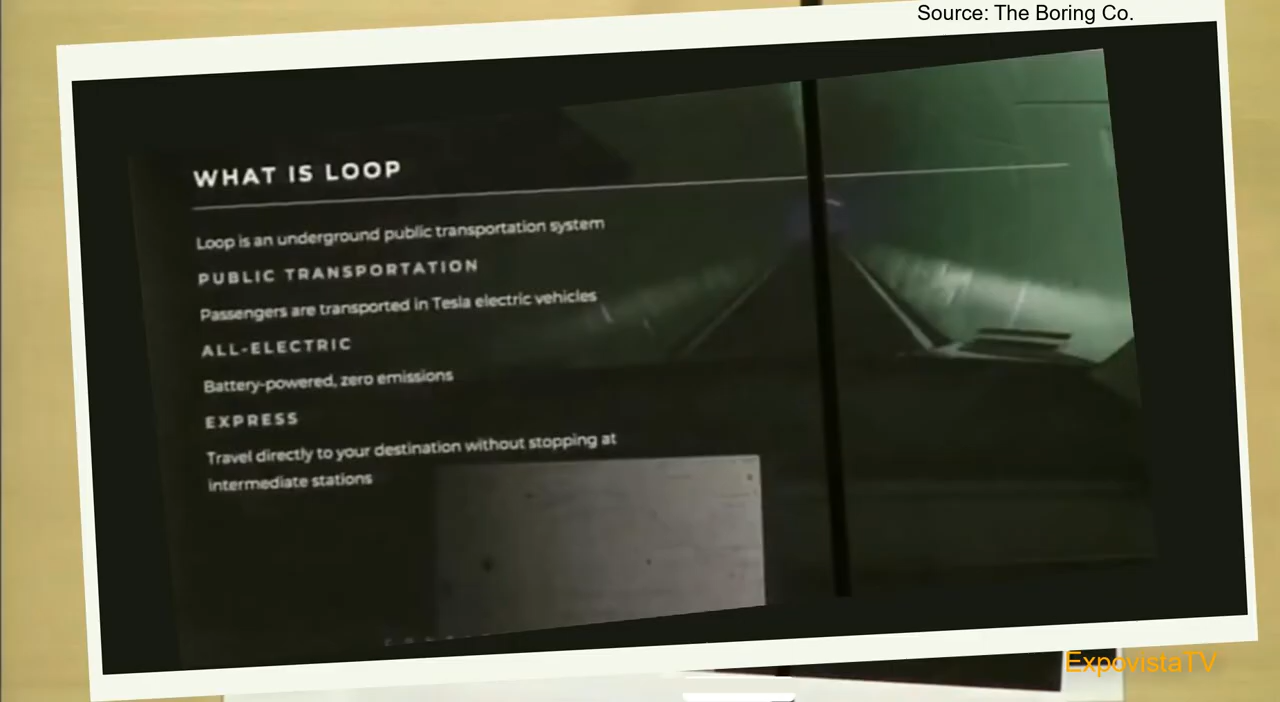 Source: The Boring Co.
WHAT IS LOOP
Loop is an underground public transportation system
PUBLIC TRANSPORTATION
Passengers are transported in Tesla electric vehicles
ALL-ELECTRIC
Battery-powered, zero emissions
EXPRESS
Travel directly to your destination without stopping at
intermediate stations
ExpovistaTV